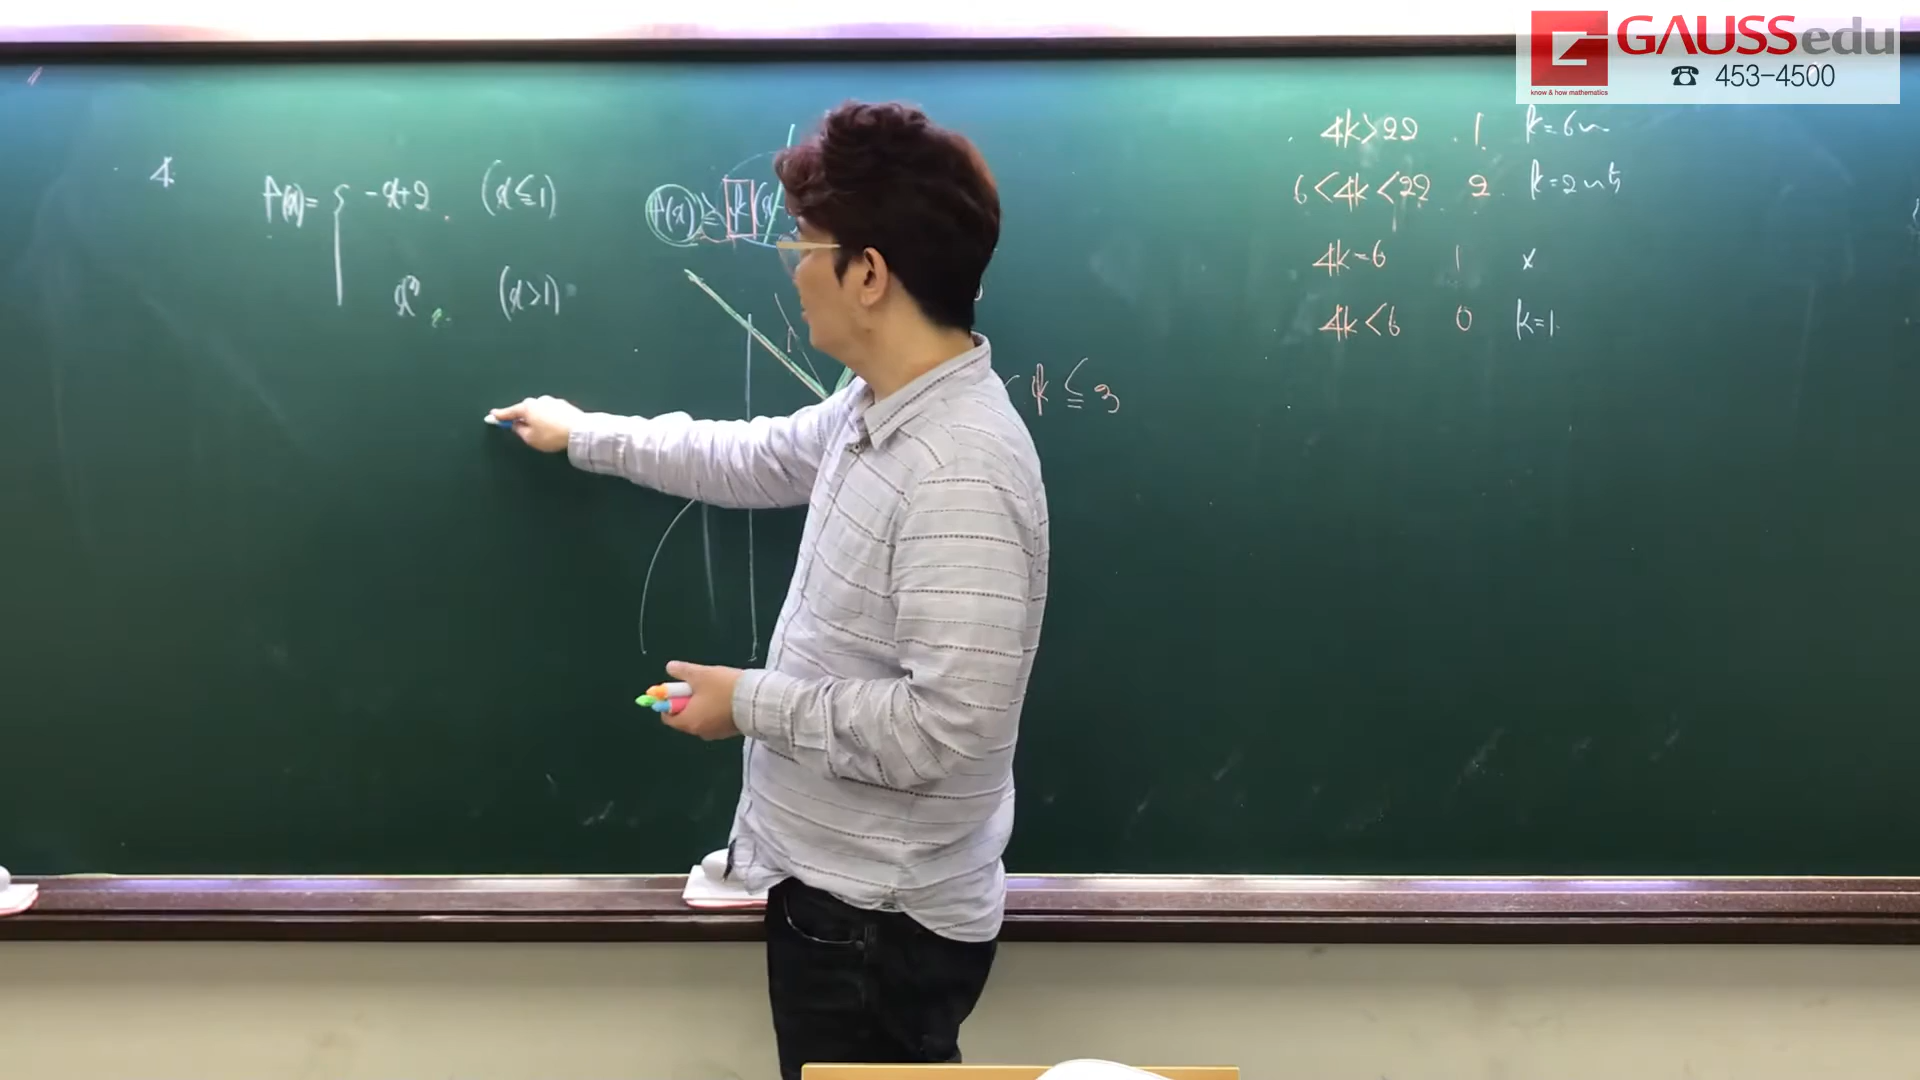 GAUSSedu
know & how mathematics
☎ 453-4500
4
f(x)= { -x+2 (x≦1)
x² (x>1)
f(x) ≧ k(x-
k ≦ 3
4k>22 1 k=6~
6<4k<22 2 k=2~5
4k=6 1 x
4k<6 0 k=1